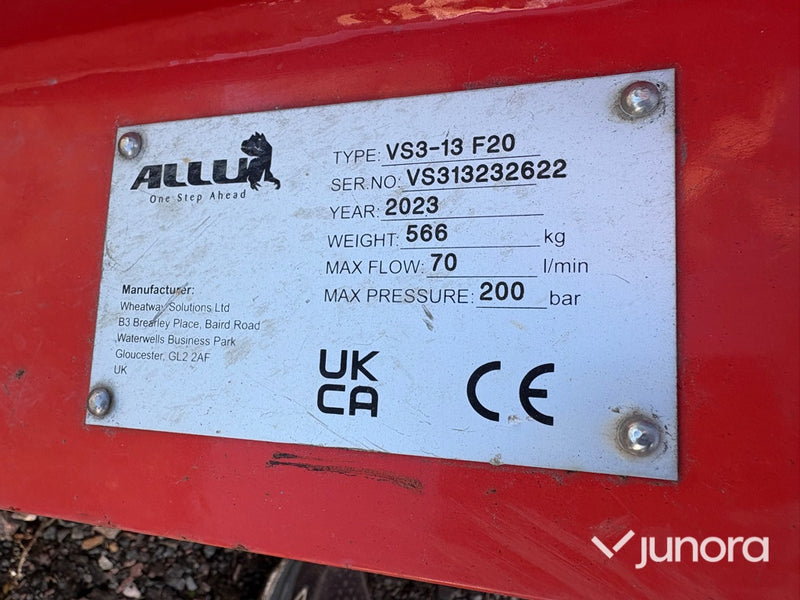 ALLU
One Step Ahead
Manufacturer:
Wheatway Solutions Ltd
B3 Brearley Place, Baird Road
Waterwells Business Park
Gloucester, GL2 2AF
UK
TYPE: VS3-13 F20
SER.NO: VS313232622
YEAR: 2023
WEIGHT: 566 kg
MAX FLOW: 70 l/min
MAX PRESSURE: 200 bar
UK
CA
CE
junora